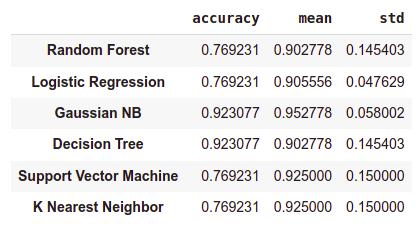 accuracy mean std
Random Forest 0.769231 0.902778 0.145403
Logistic Regression 0.769231 0.905556 0.047629
Gaussian NB 0.923077 0.952778 0.058002
Decision Tree 0.923077 0.902778 0.145403
Support Vector Machine 0.769231 0.925000 0.150000
K Nearest Neighbor 0.769231 0.925000 0.150000